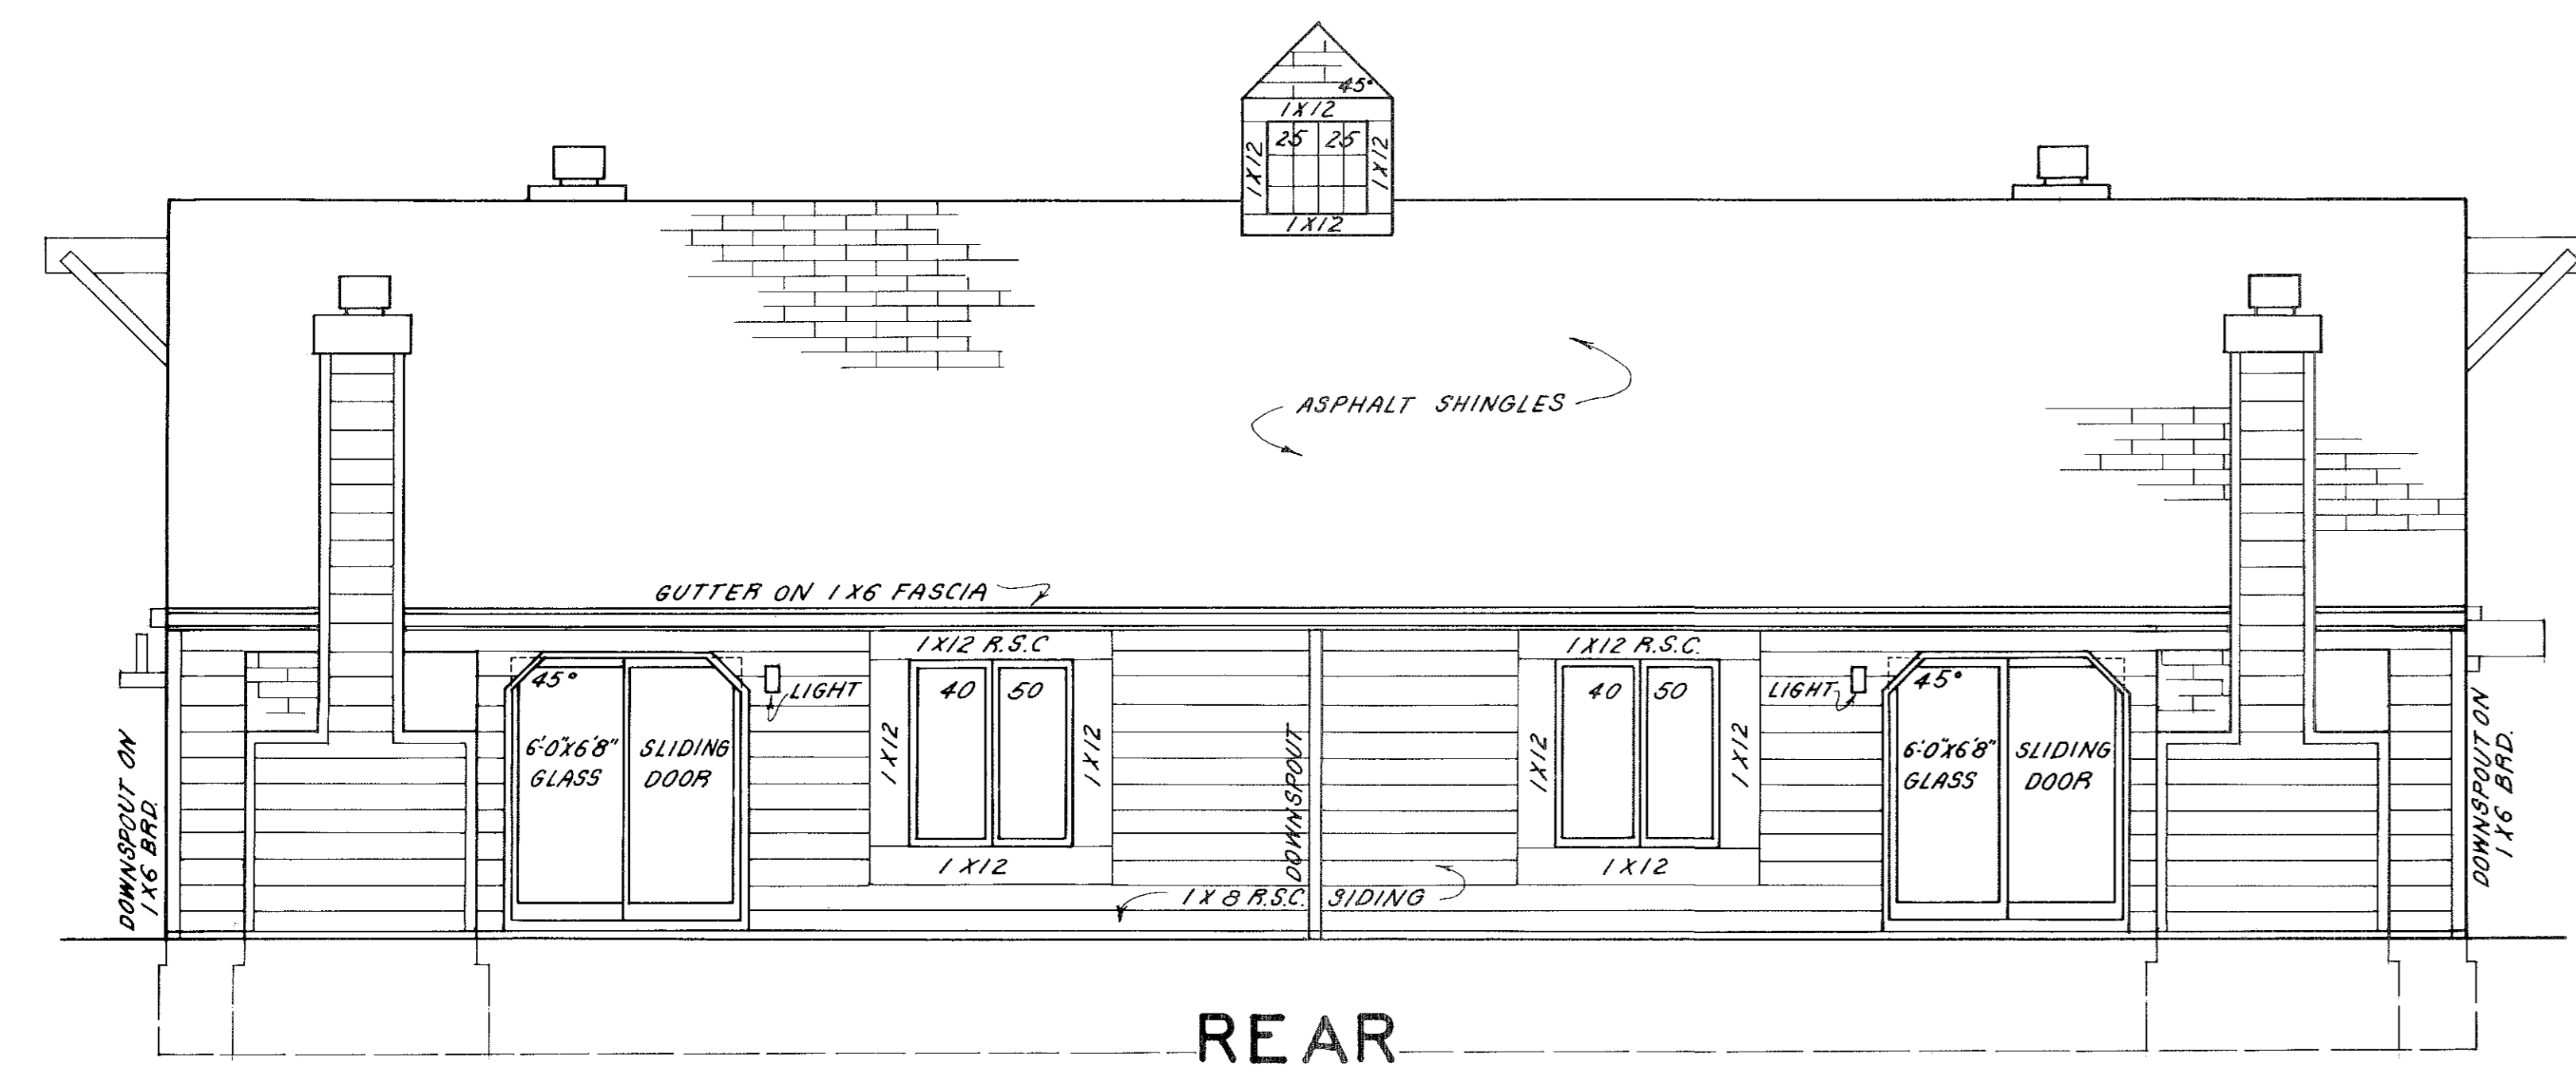 45°
1X12
25 25
1X12
1X12
1X12
ASPHALT SHINGLES
GUTTER ON 1X6 FASCIA
1X12 R.S.C
1X12 R.S.C.
45°
LIGHT
40 50
40 50
LIGHT
45°
DOWNSPOUT ON
1X6 BRD.
6'-0"X6'8"
GLASS
SLIDING
DOOR
1X12
1X12
DOWNSPOUT
1X12
1X12
6'-0"X6'8"
GLASS
SLIDING
DOOR
DOWNSPOUT ON
1X6 BRD.
1X12
1X12
1X8 R.S.C. SIDING
REAR